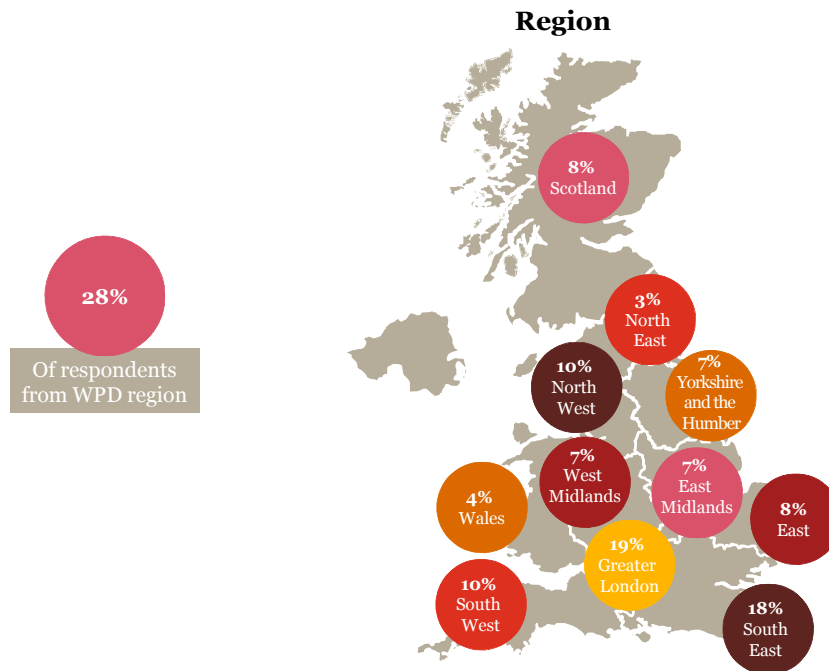 Region
8%
Scotland
28%
Of respondents
from WPD region
3%
North
East
10%
North
West
7%
Yorkshire
and the
Humber
7%
West
Midlands
7%
East
Midlands
4%
Wales
8%
East
19%
Greater
London
10%
South
West
18%
South
East